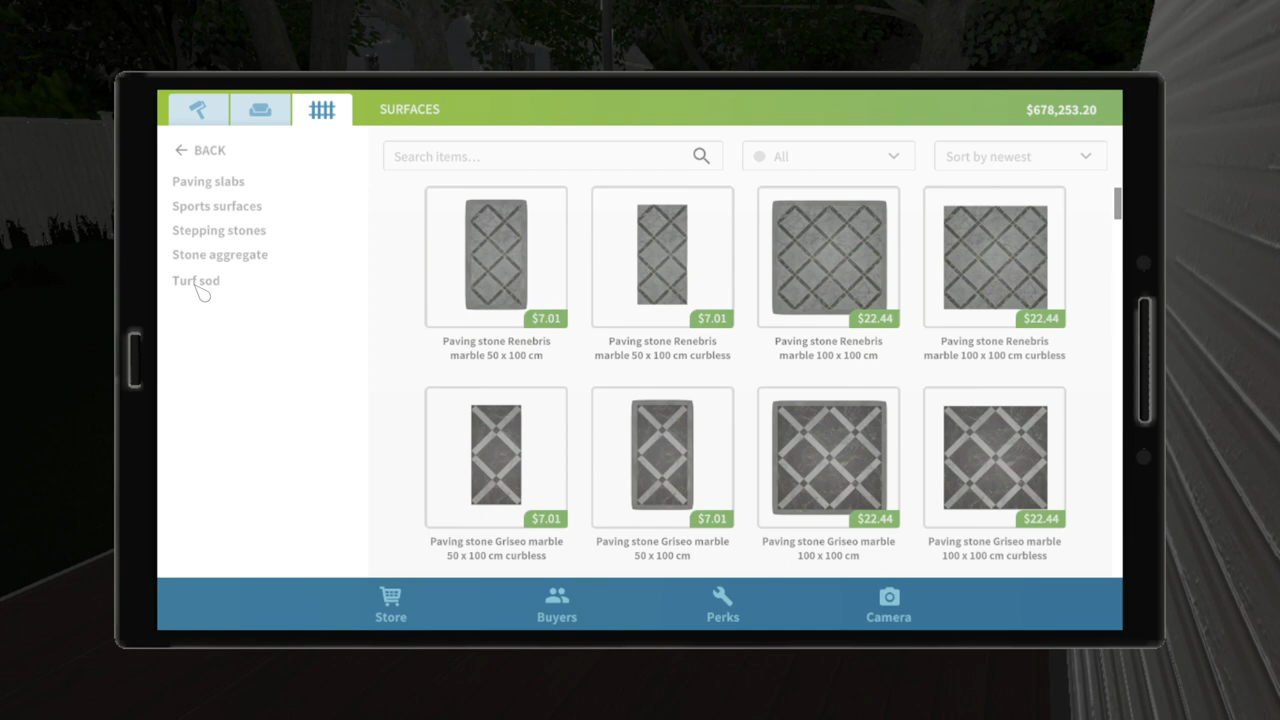 SURFACES
$678,253.20
BACK
Paving slabs
Sports surfaces
Stepping stones
Stone aggregate
Turf sod
Search items...
All
Sort by newest
$7.01
$7.01
$22.44
$22.44
Paving stone Renebris
marble 50 x 100 cm
Paving stone Renebris
marble 50 x 100 cm curbless
Paving stone Renebris
marble 100 x 100 cm
Paving stone Renebris
marble 100 x 100 cm curbless
$7.01
$7.01
$22.44
$22.44
Paving stone Griseo marble
50 x 100 cm curbless
Paving stone Griseo marble
50 x 100 cm
Paving stone Griseo marble
100 x 100 cm
Paving stone Griseo marble
100 x 100 cm curbless
Store
Buyers
Perks
Camera